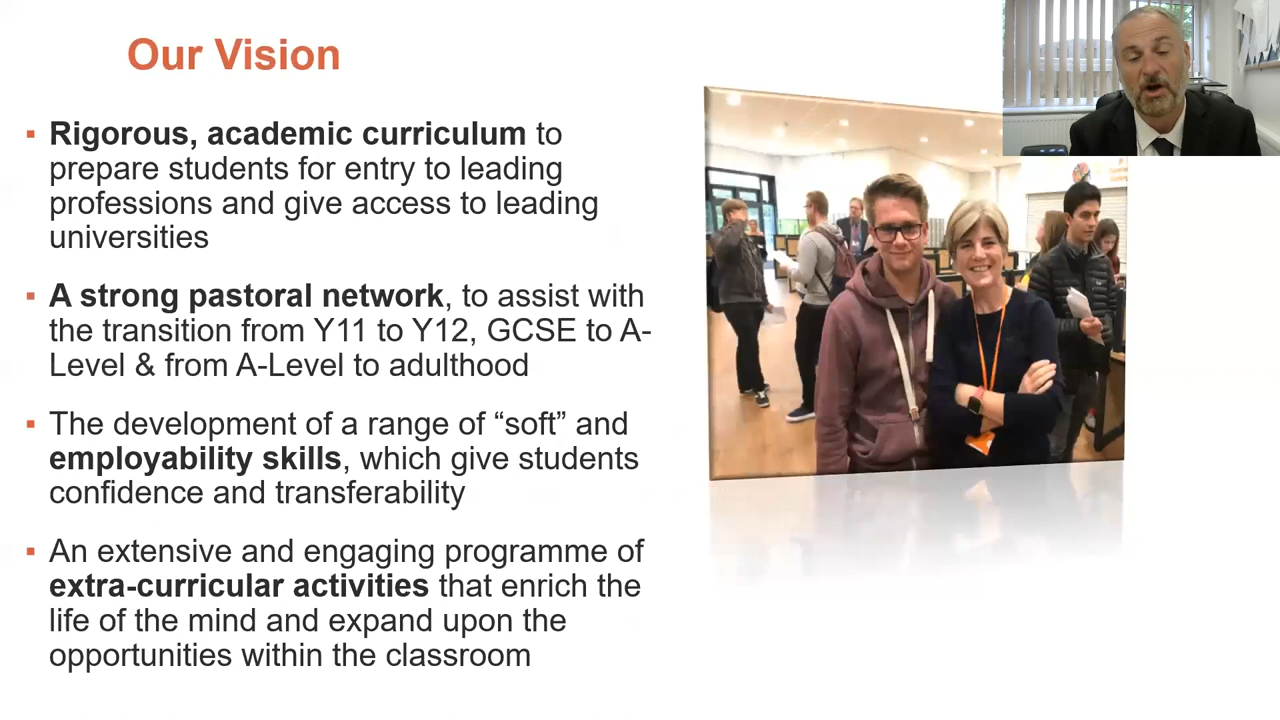 Our Vision
▪ Rigorous, academic curriculum to
prepare students for entry to leading
professions and give access to leading
universities
▪ A strong pastoral network, to assist with
the transition from Y11 to Y12, GCSE to A-
Level & from A-Level to adulthood
▪ The development of a range of “soft” and
employability skills, which give students
confidence and transferability
▪ An extensive and engaging programme of
extra-curricular activities that enrich the
life of the mind and expand upon the
opportunities within the classroom